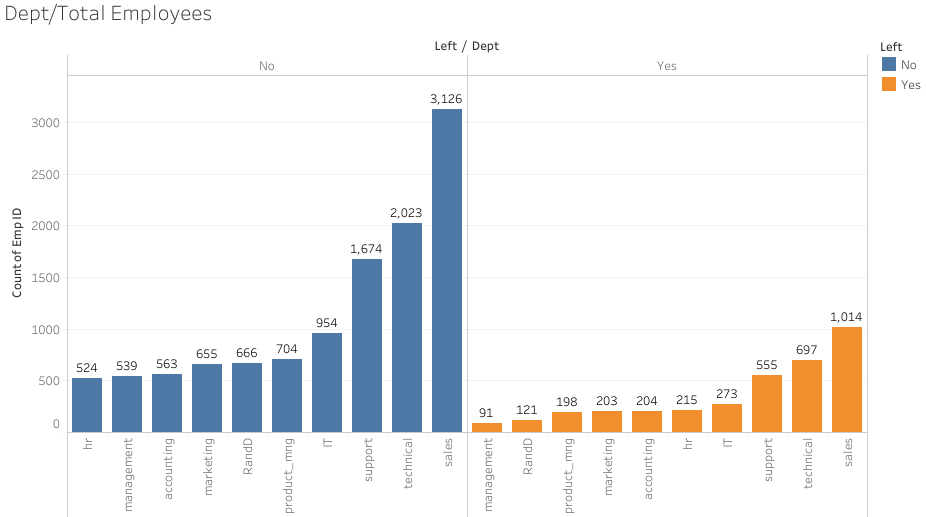 Dept/Total Employees
Left / Dept
Left
No
Yes
No
Yes
Count of Emp ID
3000
2500
2000
1500
1000
500
0
524
539
563
655
666
704
954
1,674
2,023
3,126
91
121
198
203
204
215
273
555
697
1,014
hr
management
accounting
marketing
RandD
product_mng
IT
support
technical
sales
management
RandD
product_mng
marketing
accounting
hr
IT
support
technical
sales